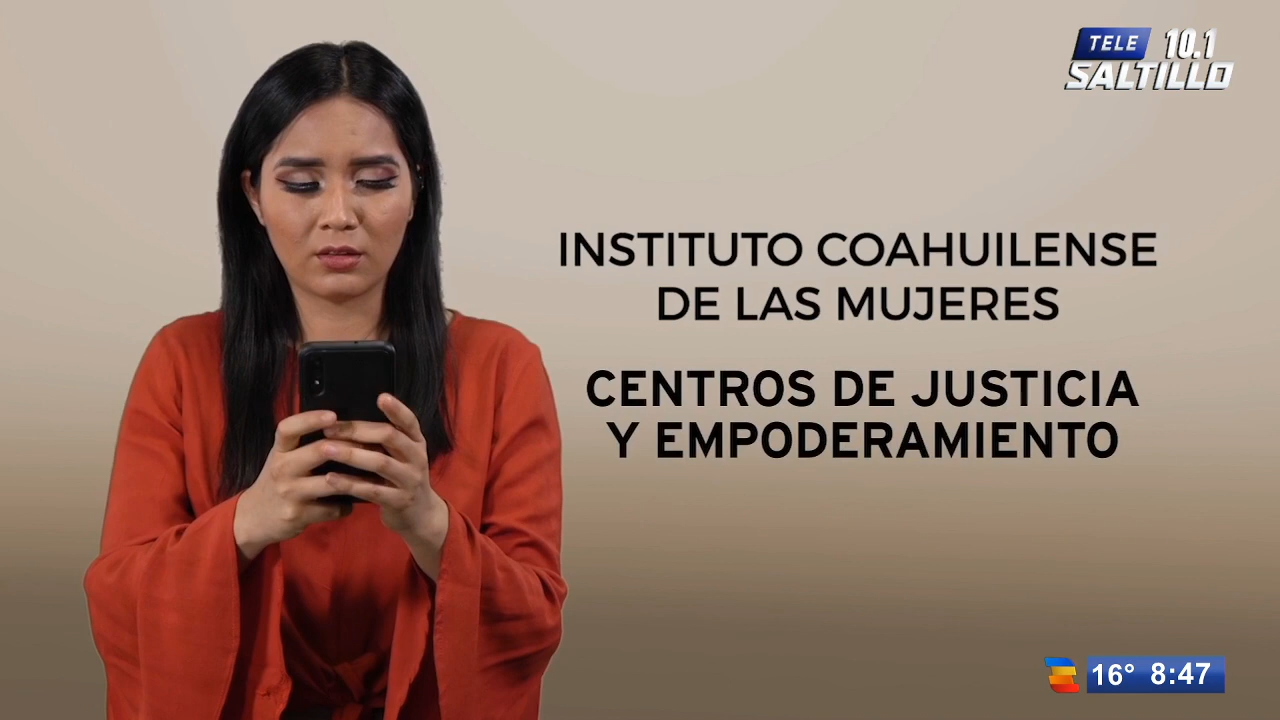 TELE 10.1
SALTILLO
INSTITUTO COAHUILENSE
DE LAS MUJERES
CENTROS DE JUSTICIA
Y EMPODERAMIENTO
16° 8:47